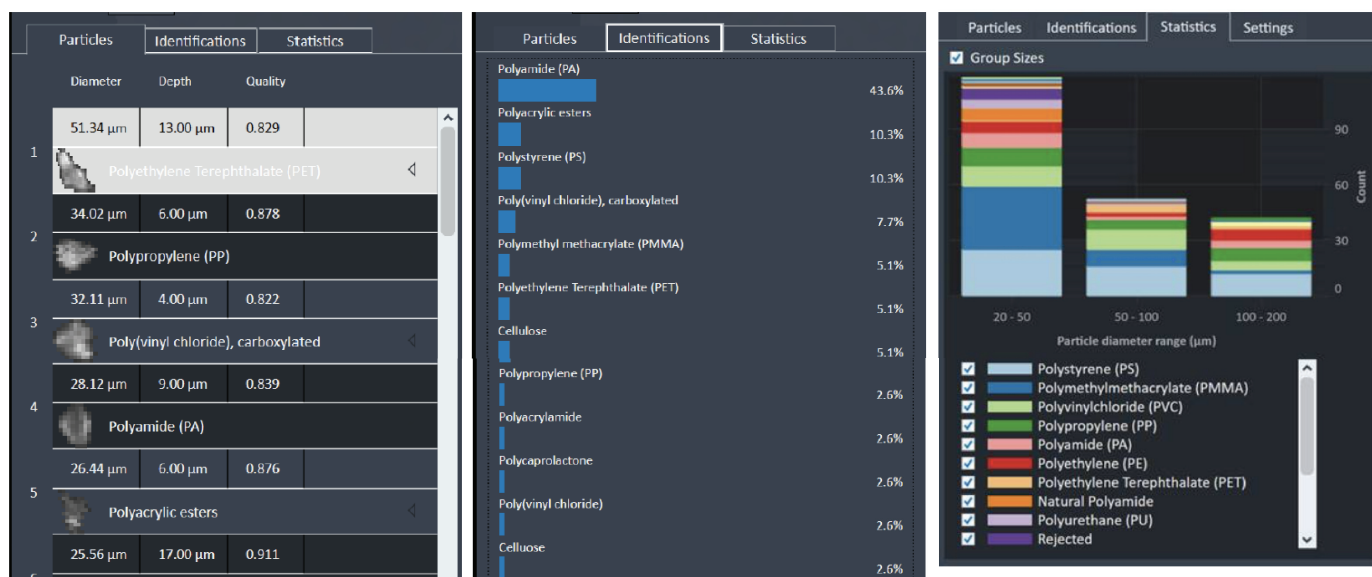 Particles Identifications Statistics
Diameter Depth Quality
51.34 µm 13.00 µm 0.829
1
Polyethylene Terephthalate (PET)
34.02 µm 6.00 µm 0.878
2
Polypropylene (PP)
32.11 µm 4.00 µm 0.822
3
Poly(vinyl chloride), carboxylated
28.12 µm 9.00 µm 0.839
4
Polyamide (PA)
26.44 µm 6.00 µm 0.876
5
Polyacrylic esters
25.56 µm 17.00 µm 0.911
Particles Identifications Statistics
Polyamide (PA)
43.6%
Polyacrylic esters
10.3%
Polystyrene (PS)
10.3%
Poly(vinyl chloride), carboxylated
7.7%
Polymethyl methacrylate (PMMA)
5.1%
Polyethylene Terephthalate (PET)
5.1%
Cellulose
5.1%
Polypropylene (PP)
2.6%
Polyacrylamide
2.6%
Polycaprolactone
2.6%
Poly(vinyl chloride)
2.6%
Celluose
2.6%
Particles Identifications Statistics Settings
Group Sizes
90
60
30
0
Count
20 - 50 50 - 100 100 - 200
Particle diameter range (µm)
Polystyrene (PS)
Polymethylmethacrylate (PMMA)
Polyvinylchloride (PVC)
Polypropylene (PP)
Polyamide (PA)
Polyethylene (PE)
Polyethylene Terephthalate (PET)
Natural Polyamide
Polyurethane (PU)
Rejected